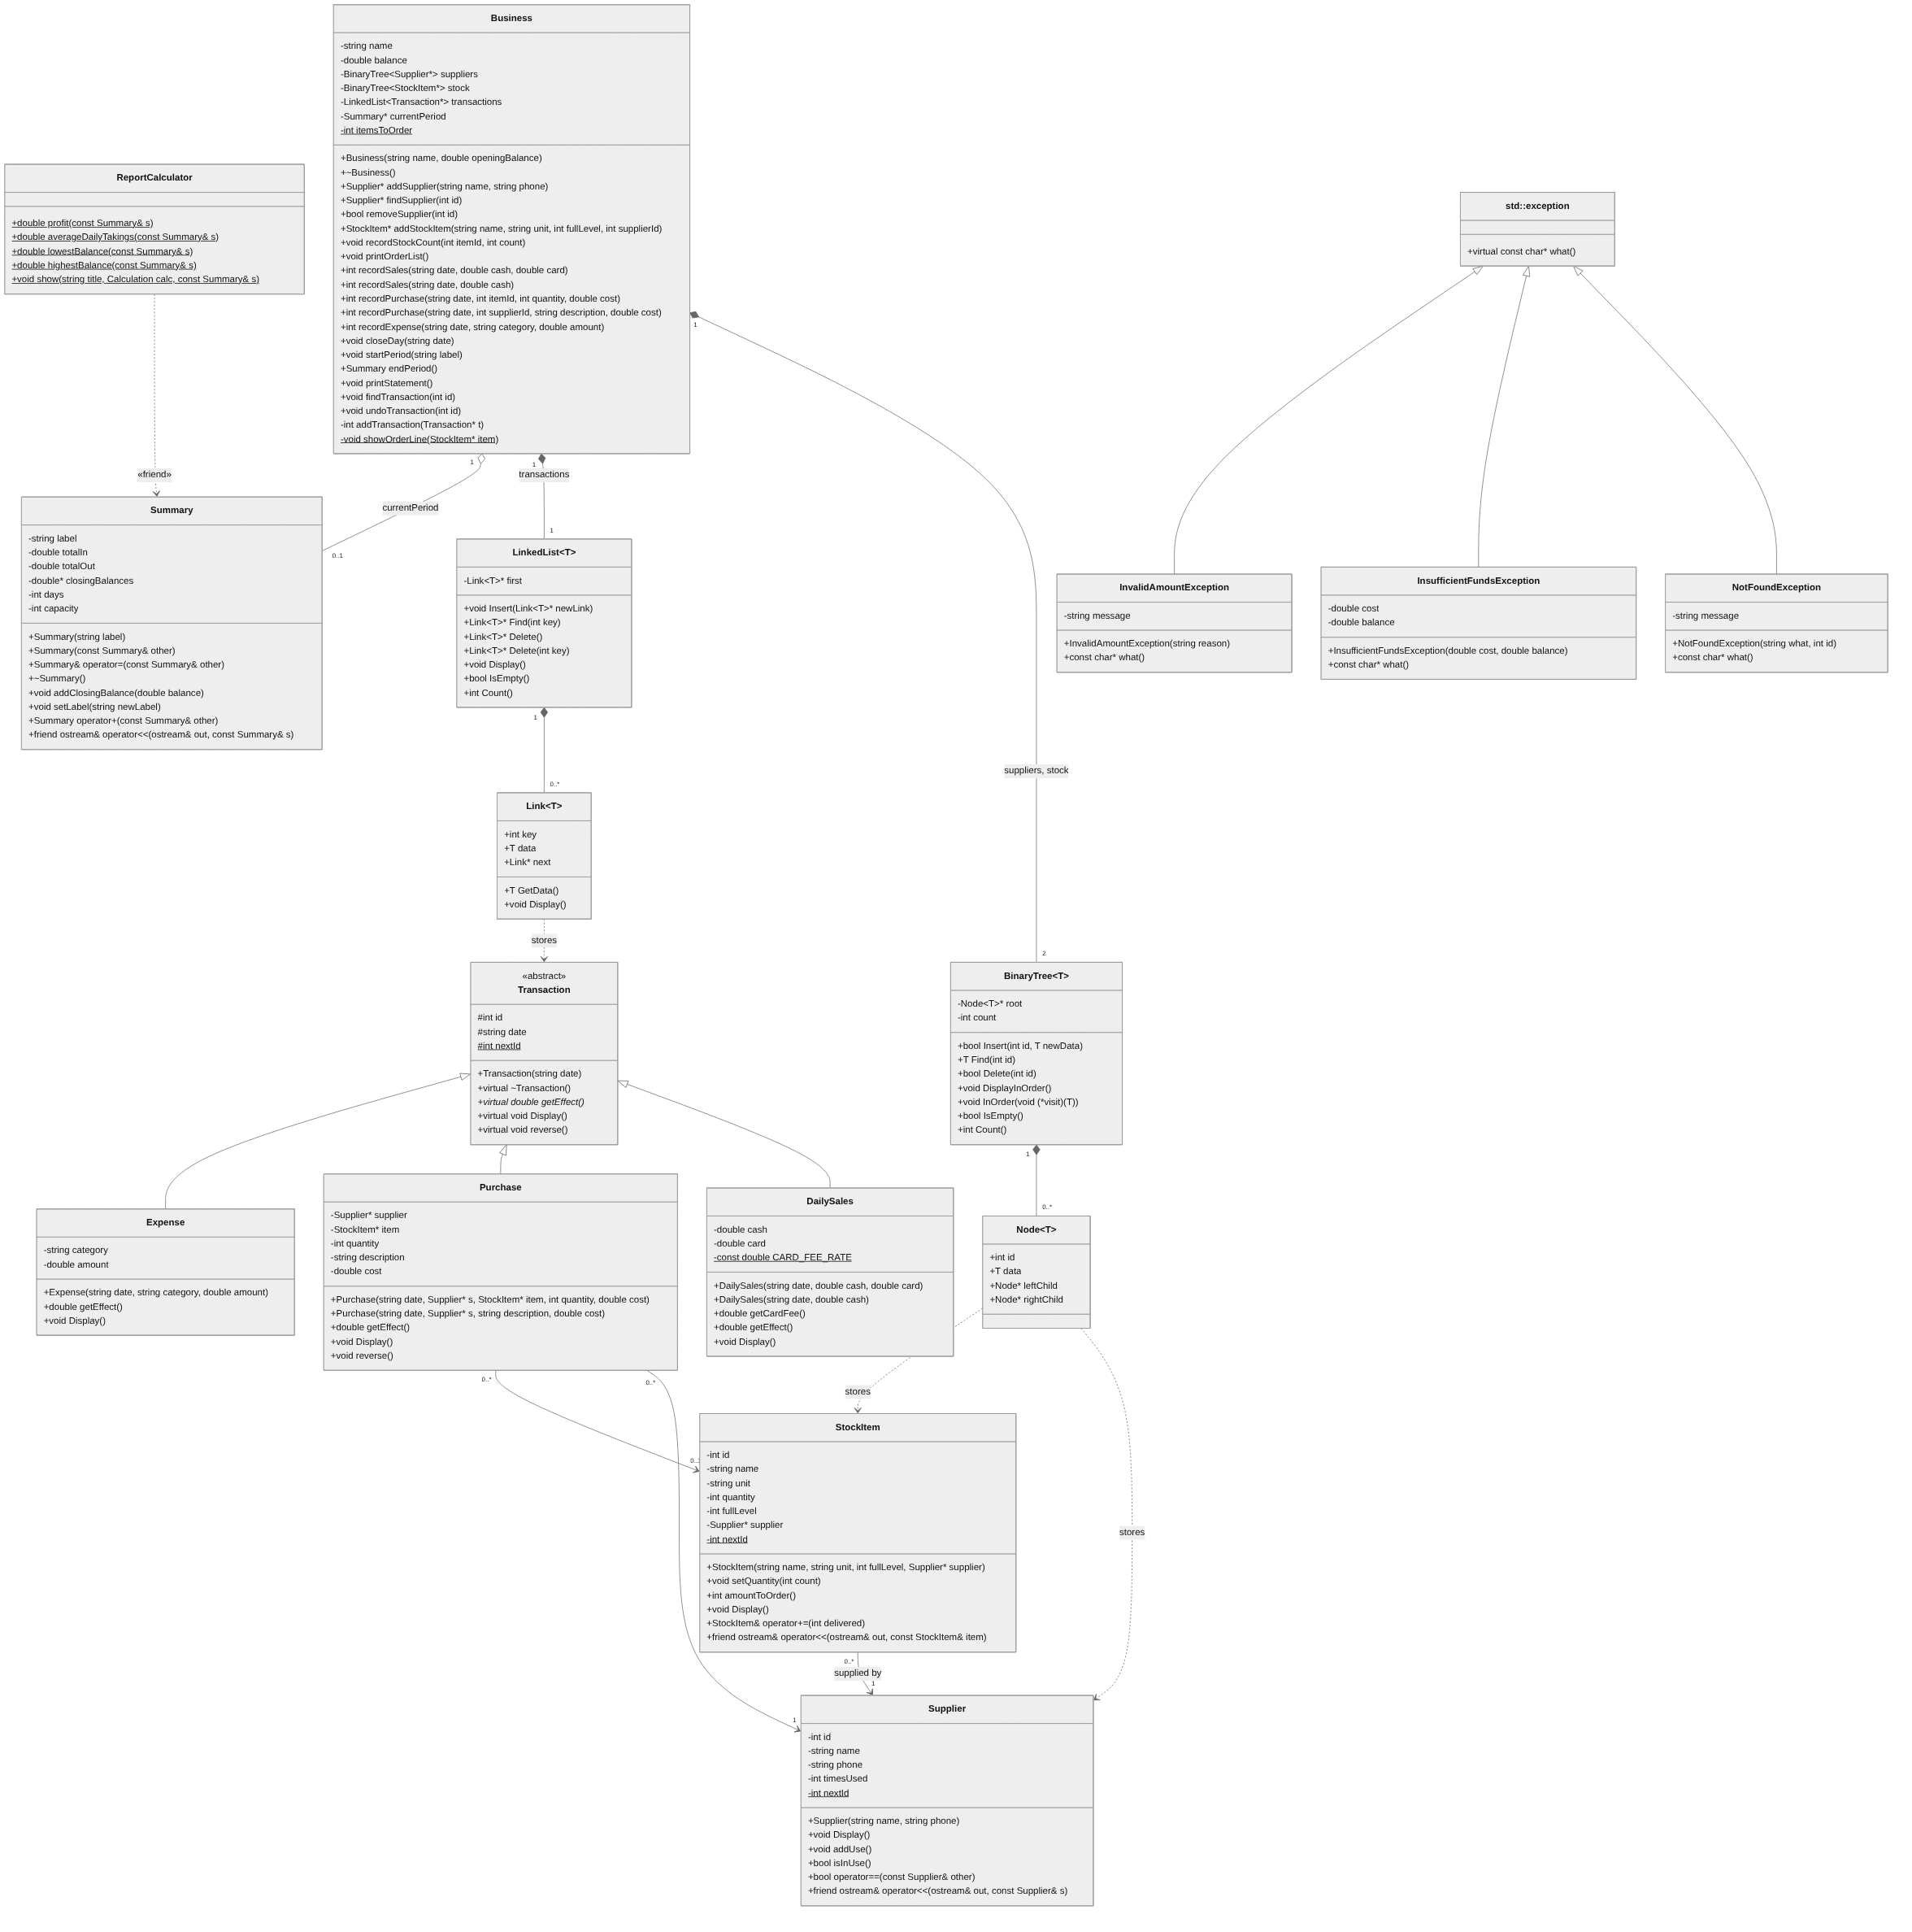 Business
-string name
-double balance
-BinaryTree<Supplier*> suppliers
-BinaryTree<StockItem*> stock
-LinkedList<Transaction*> transactions
-Summary* currentPeriod
-int itemsToOrder
+Business(string name, double openingBalance)
+~Business()
+Supplier* addSupplier(string name, string phone)
+Supplier* findSupplier(int id)
+bool removeSupplier(int id)
+StockItem* addStockItem(string name, string unit, int fullLevel, int supplierId)
+void recordStockCount(int itemId, int count)
+void printOrderList()
+int recordSales(string date, double cash, double card)
+int recordSales(string date, double cash)
+int recordPurchase(string date, int itemId, int quantity, double cost)
+int recordPurchase(string date, int supplierId, string description, double cost)
+int recordExpense(string date, string category, double amount)
+void closeDay(string date)
+void startPeriod(string label)
+Summary endPeriod()
+void printStatement()
+void findTransaction(int id)
+void undoTransaction(int id)
-int addTransaction(Transaction* t)
-void showOrderLine(StockItem* item)
ReportCalculator
+double profit(const Summary& s)
+double averageDailyTakings(const Summary& s)
+double lowestBalance(const Summary& s)
+double highestBalance(const Summary& s)
+void show(string title, Calculation calc, const Summary& s)
std::exception
+virtual const char* what()
1
1
1
«friend»
transactions
currentPeriod
0..1
1
Summary
-string label
-double totalIn
-double totalOut
-double* closingBalances
-int days
-int capacity
+Summary(string label)
+Summary(const Summary& other)
+Summary& operator=(const Summary& other)
+~Summary()
+void addClosingBalance(double balance)
+void setLabel(string newLabel)
+Summary operator+(const Summary& other)
+friend ostream& operator<<(ostream& out, const Summary& s)
LinkedList<T>
-Link<T>* first
+void Insert(Link<T>* newLink)
+Link<T>* Find(int key)
+Link<T>* Delete()
+Link<T>* Delete(int key)
+void Display()
+bool IsEmpty()
+int Count()
InvalidAmountException
-string message
+InvalidAmountException(string reason)
+const char* what()
InsufficientFundsException
-double cost
-double balance
+InsufficientFundsException(double cost, double balance)
+const char* what()
NotFoundException
-string message
+NotFoundException(string what, int id)
+const char* what()
1
0..*
suppliers, stock
Link<T>
+int key
+T data
+Link* next
+T GetData()
+void Display()
stores
2
«abstract»
Transaction
#int id
#string date
#int nextId
+Transaction(string date)
+virtual ~Transaction()
+virtual double getEffect()
+virtual void Display()
+virtual void reverse()
BinaryTree<T>
-Node<T>* root
-int count
+bool Insert(int id, T newData)
+T Find(int id)
+bool Delete(int id)
+void DisplayInOrder()
+void InOrder(void (*visit)(T))
+bool IsEmpty()
+int Count()
1
0..*
Expense
-string category
-double amount
+Expense(string date, string category, double amount)
+double getEffect()
+void Display()
Purchase
-Supplier* supplier
-StockItem* item
-int quantity
-string description
-double cost
+Purchase(string date, Supplier* s, StockItem* item, int quantity, double cost)
+Purchase(string date, Supplier* s, string description, double cost)
+double getEffect()
+void Display()
+void reverse()
DailySales
-double cash
-double card
-const double CARD_FEE_RATE
+DailySales(string date, double cash, double card)
+DailySales(string date, double cash)
+double getCardFee()
+double getEffect()
+void Display()
Node<T>
+int id
+T data
+Node* leftChild
+Node* rightChild
0..*
0..*
stores
StockItem
-int id
-string name
-string unit
-int quantity
-int fullLevel
-Supplier* supplier
-int nextId
+StockItem(string name, string unit, int fullLevel, Supplier* supplier)
+void setQuantity(int count)
+int amountToOrder()
+void Display()
+StockItem& operator+=(int delivered)
+friend ostream& operator<<(ostream& out, const StockItem& item)
stores
0..*
supplied by
1
1
Supplier
-int id
-string name
-string phone
-int timesUsed
-int nextId
+Supplier(string name, string phone)
+void Display()
+void addUse()
+bool isInUse()
+bool operator==(const Supplier& other)
+friend ostream& operator<<(ostream& out, const Supplier& s)